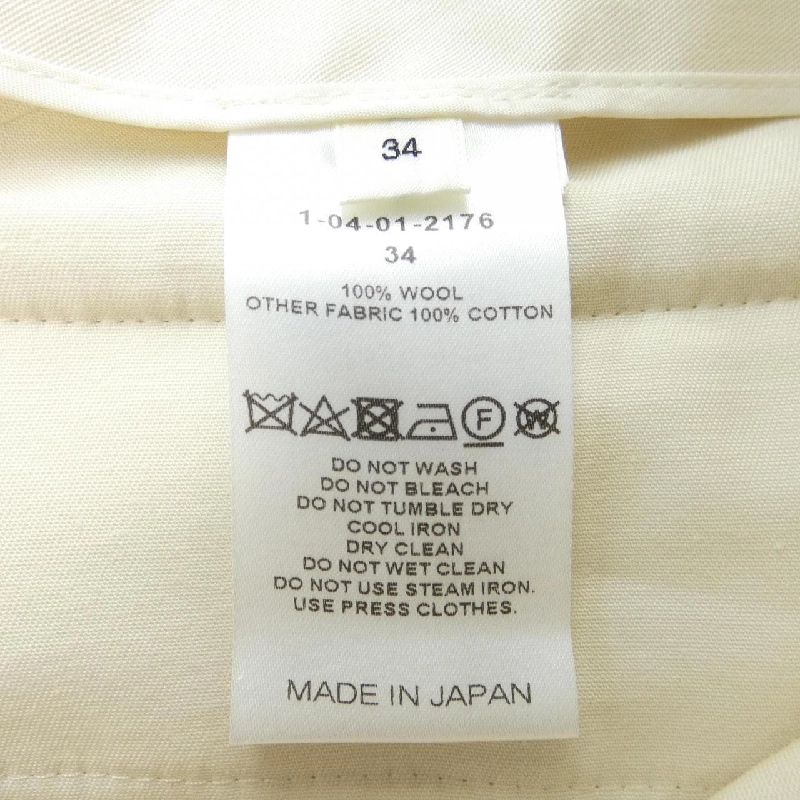 34
1-04-01-2176
34
100% WOOL
OTHER FABRIC 100% COTTON
F W
DO NOT WASH
DO NOT BLEACH
DO NOT TUMBLE DRY
COOL IRON
DRY CLEAN
DO NOT WET CLEAN
DO NOT USE STEAM IRON.
USE PRESS CLOTHES.
MADE IN JAPAN